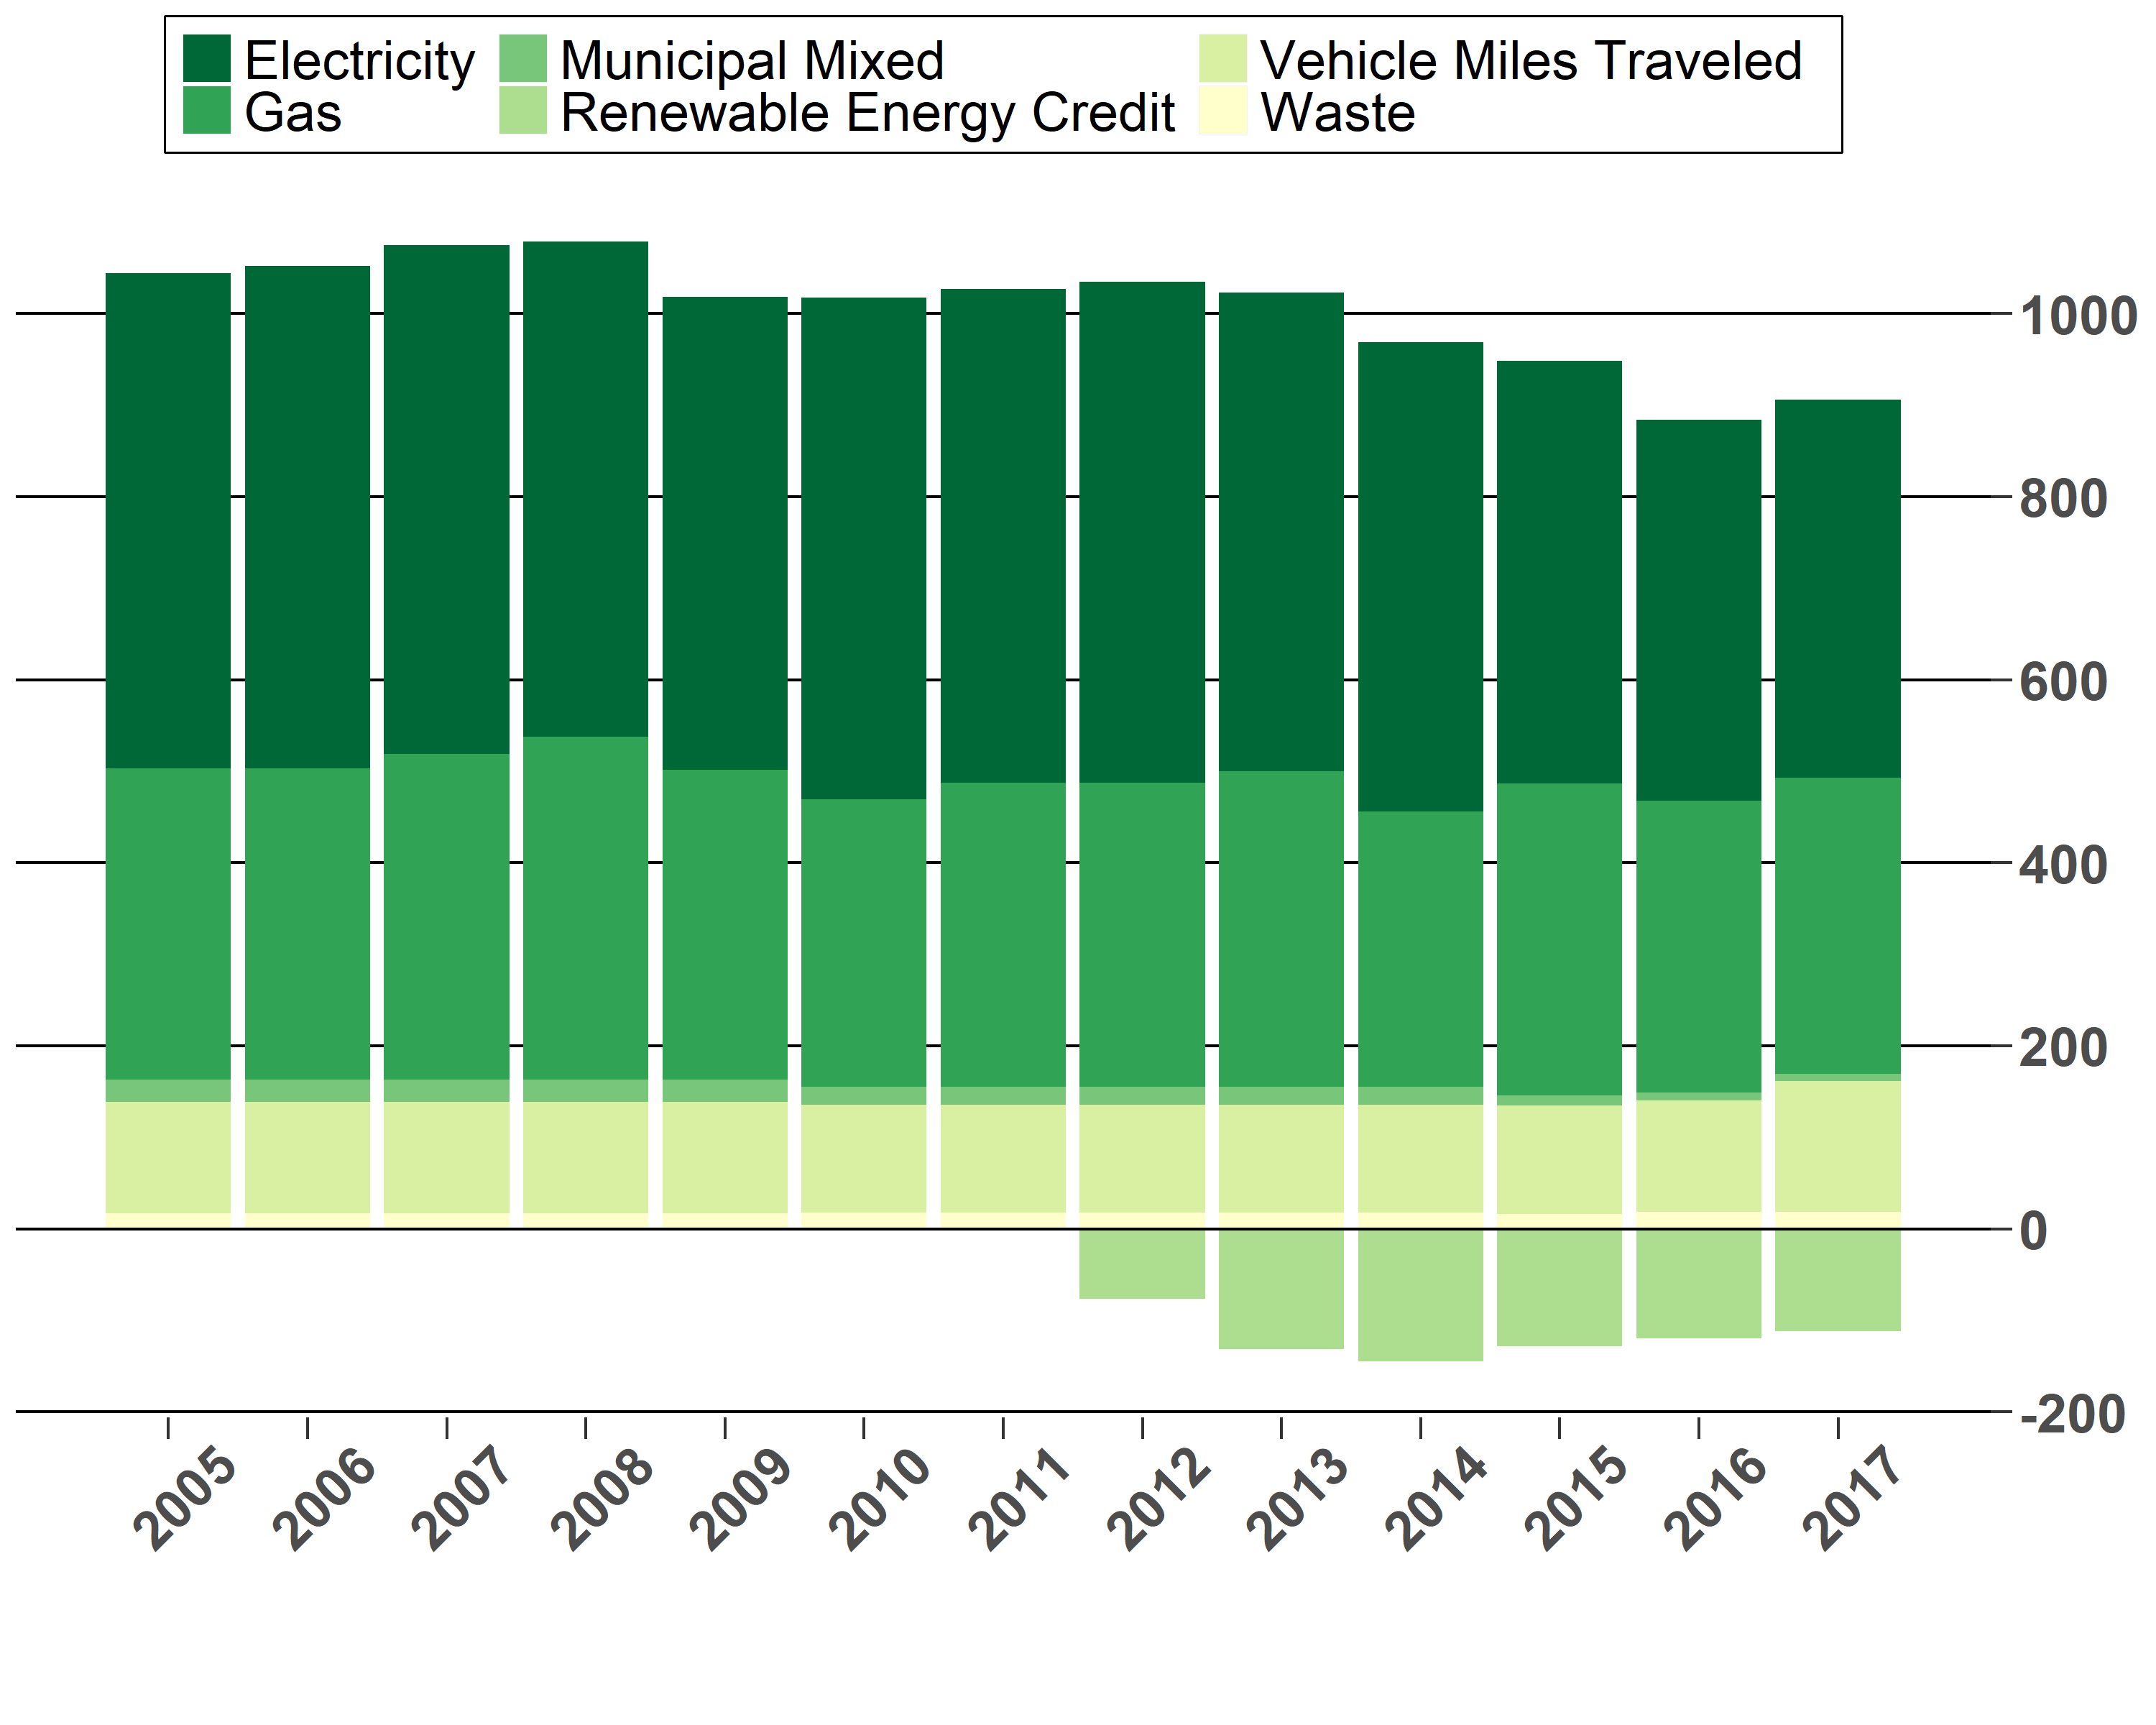 Electricity Municipal Mixed Vehicle Miles Traveled
Gas Renewable Energy Credit Waste
1000
800
600
400
200
0
-200
2005 2006 2007 2008 2009 2010 2011 2012 2013 2014 2015 2016 2017